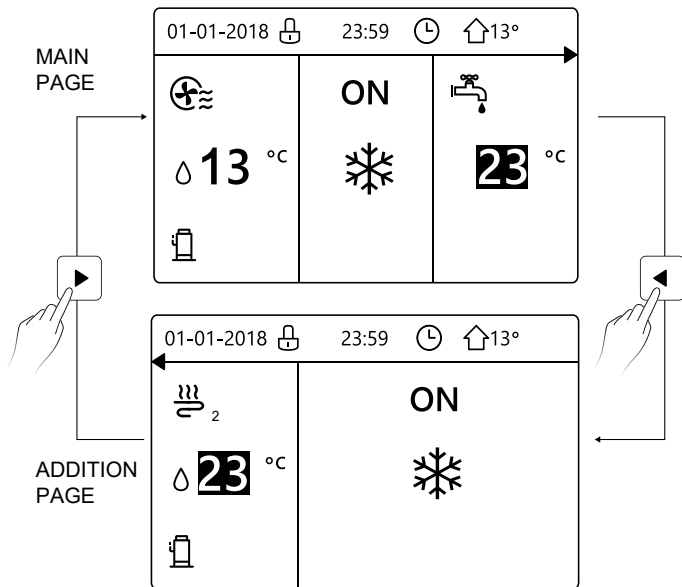 MAIN
PAGE
01-01-2018 23:59 13°
ON
13 °C
23 °C
01-01-2018 23:59 13°
2
ON
23 °C
ADDITION
PAGE